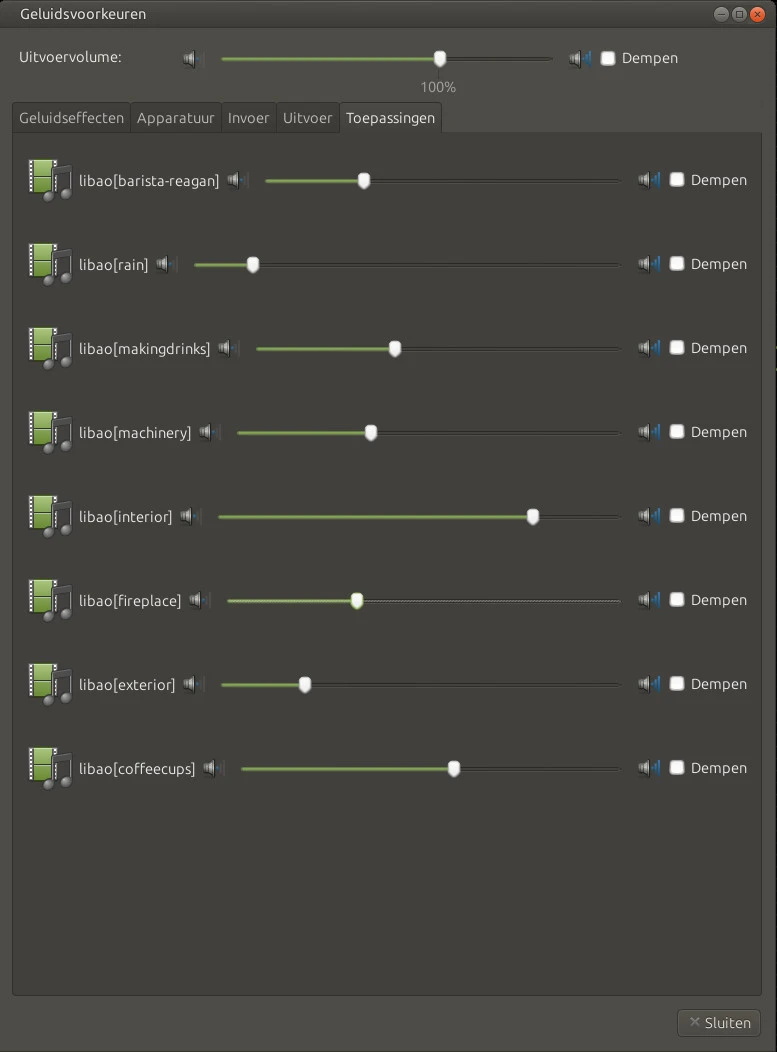 Geluidsvoorkeuren
Uitvoervolume: Dempen
100%
Geluidseffecten Apparatuur Invoer Uitvoer Toepassingen
libao[barista-reagan] Dempen
libao[rain] Dempen
libao[makingdrinks] Dempen
libao[machinery] Dempen
libao[interior] Dempen
libao[fireplace] Dempen
libao[exterior] Dempen
libao[coffeecups] Dempen
Sluiten